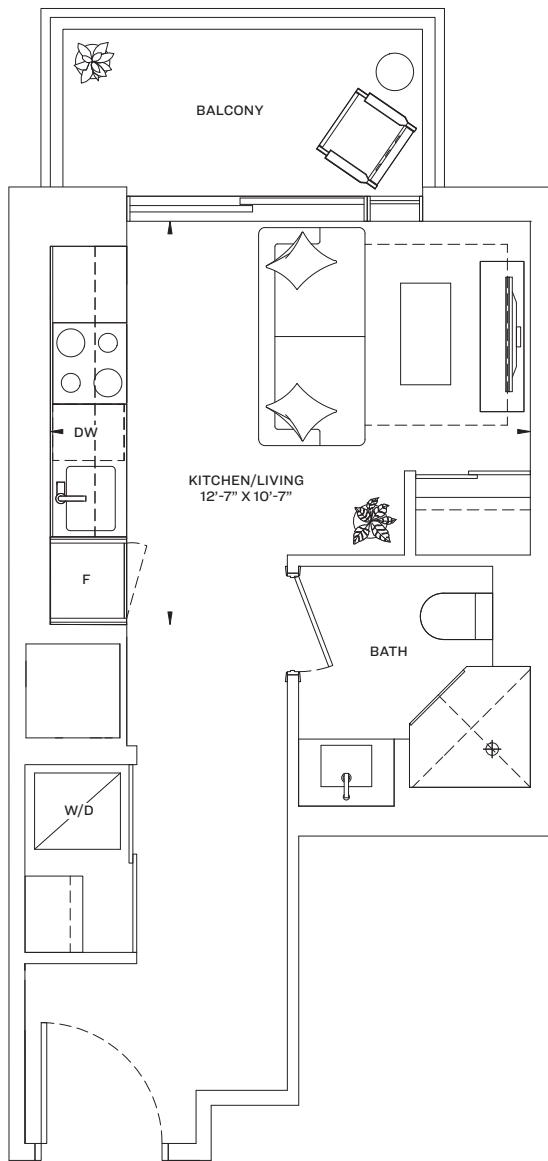 BALCONY
DW
KITCHEN/LIVING
12'-7" X 10'-7"
F
BATH
W/D